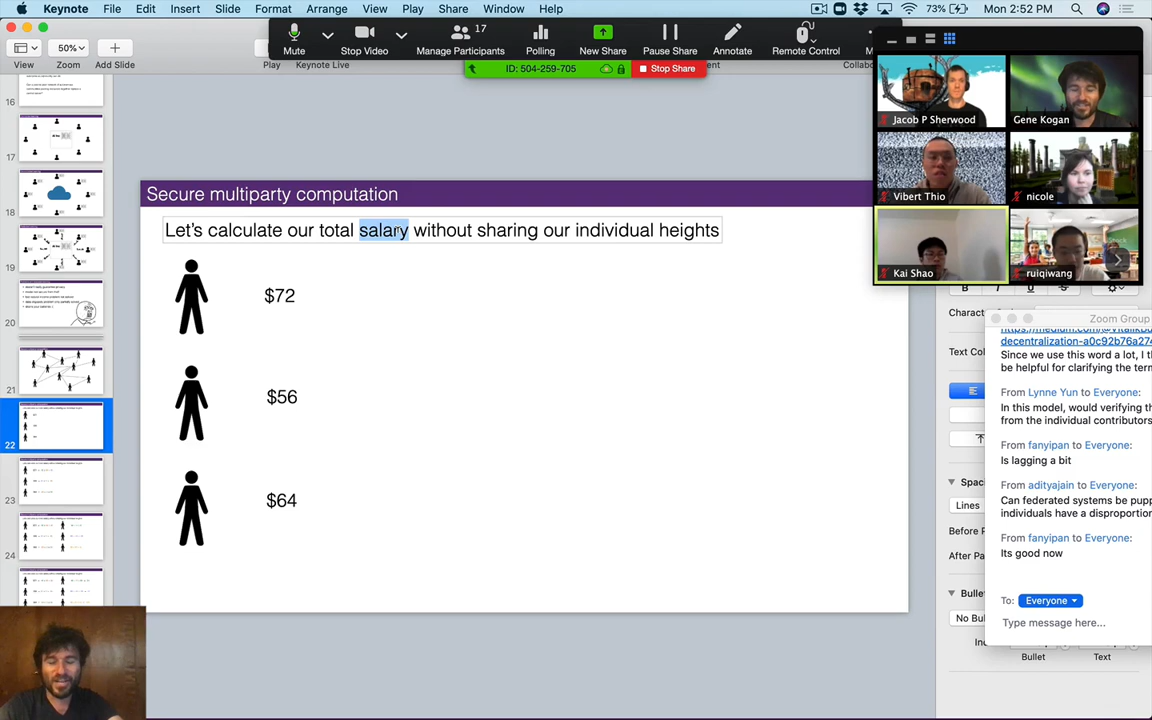 Keynote File Edit Insert Slide Format Arrange View Play Share Window Help 73% Mon 2:52 PM
50%
View Zoom Add Slide
Play Keynote Live
17
Mute Stop Video Manage Participants Polling New Share Pause Share Annotate Remote Control
ID: 504-259-705 Stop Share
Jacob P Sherwood
Gene Kogan
Vibert Thio
nicole
Kai Shao
ruiqiwang
16
17
18
19
20
21
22
23
24
Secure multiparty computation
Let's calculate our total salary without sharing our individual heights
$72
$56
$64
Text Col
Lines
Before P
After Pa
No Bul
Bullet Text
Zoom Group
decentralization-a0c92b76a27
Since we use this word a lot, I
be helpful for clarifying the
From Lynne Yun to Everyone:
In this model, would verifying
from the individual contributors
From fanyipan to Everyone:
Is lagging a bit
From adityajain to Everyone:
Can federated systems be
individuals have a
From fanyipan to Everyone:
Its good now
To: Everyone
Type message here...